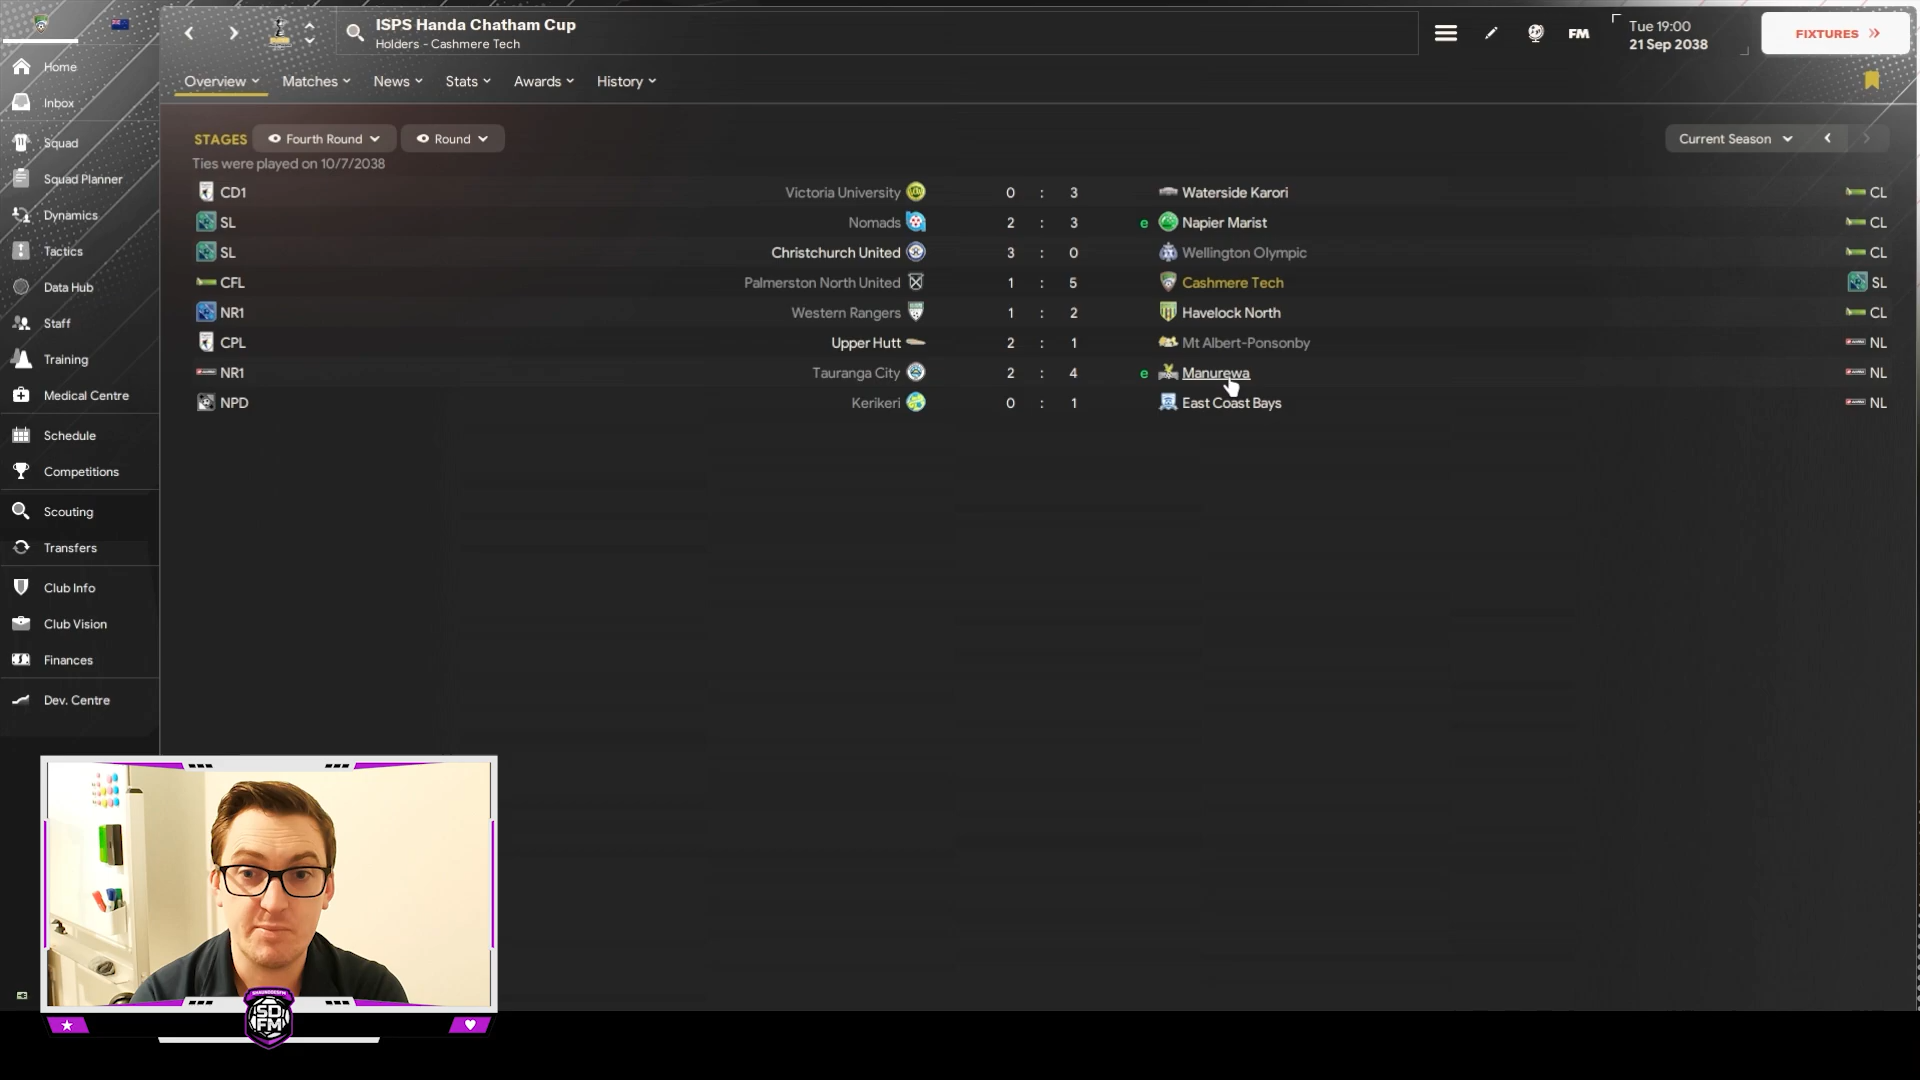 ISPS Handa Chatham Cup
Holders - Cashmere Tech
FM
Tue 19:00
21 Sep 2038
FIXTURES
Overview
Matches
News
Stats
Awards
History
Home
Inbox
Squad
Squad Planner
Dynamics
Tactics
Data Hub
Staff
Training
Medical Centre
Schedule
Competitions
Scouting
Transfers
Club Info
Club Vision
Finances
Dev. Centre
STAGES Fourth Round Round Current Season
Ties were played on 10/7/2038
CD1 Victoria University 0 : 3 Waterside Karori CL
SL Nomads 2 : 3 e Napier Marist CL
SL Christchurch United 3 : 0 Wellington Olympic CL
CFL Palmerston North United 1 : 5 Cashmere Tech SL
NR1 Western Rangers 1 : 2 Havelock North CL
CPL Upper Hutt 2 : 1 Mt Albert-Ponsonby NL
NR1 Tauranga City 2 : 4 e Manurewa NL
NPD Kerikeri 0 : 1 East Coast Bays NL
SD
FM